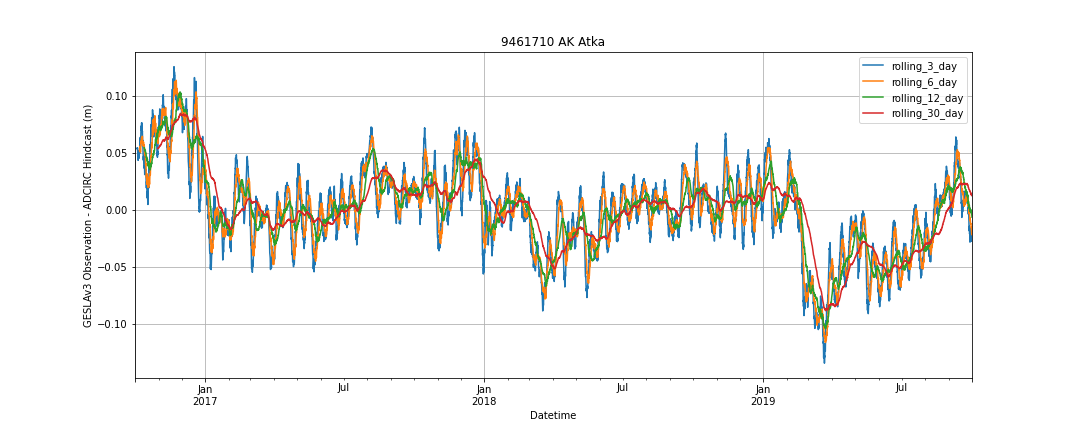 9461710 AK Atka
rolling_3_day
rolling_6_day
rolling_12_day
rolling_30_day
GESLAv3 Observation - ADCIRC Hindcast (m)
0.10
0.05
0.00
−0.05
−0.10
Jan
2017
Jul
Jan
2018
Jul
Jan
2019
Jul
Datetime